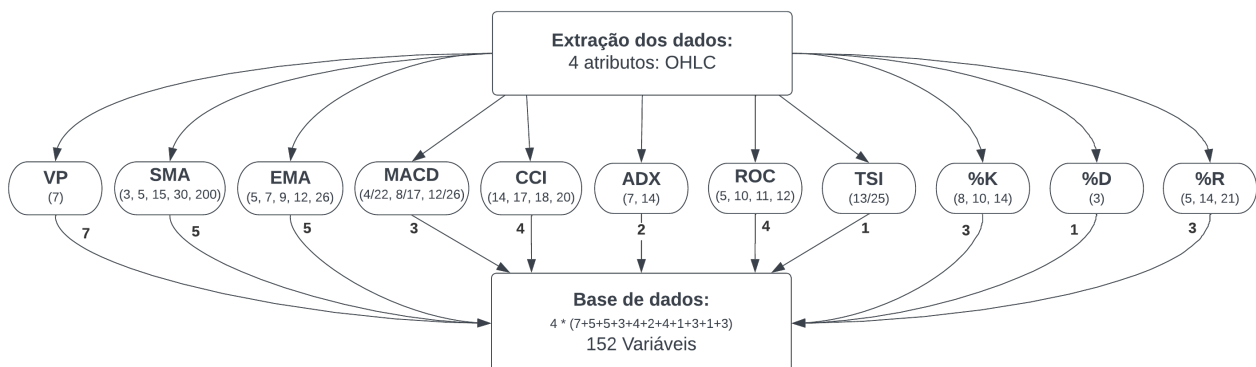 Extração dos dados:
4 atributos: OHLC
VP
(7)
SMA
(3, 5, 15, 30, 200)
EMA
(5, 7, 9, 12, 26)
MACD
(4/22, 8/17, 12/26)
CCI
(14, 17, 18, 20)
ADX
(7, 14)
ROC
(5, 10, 11, 12)
TSI
(13/25)
%K
(8, 10, 14)
%D
(3)
%R
(5, 14, 21)
7
5
5
3
4
2
4
1
3
1
3
Base de dados:
4 * (7+5+5+3+4+2+4+1+3+1+3)
152 Variáveis